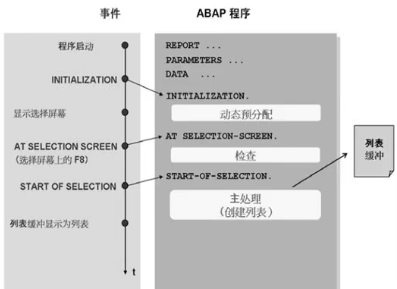 事件
ABAP 程序
程序启动
INITIALIZATION
显示选择屏幕
AT SELECTION SCREEN
(选择屏幕上的 F8)
START OF SELECTION
列表缓冲显示为列表
t
REPORT ...
PARAMETERS ...
DATA ...
INITIALIZATION.
动态预分配
AT SELECTION-SCREEN.
检查
START-OF-SELECTION.
主处理
(创建列表)
列表
缓冲